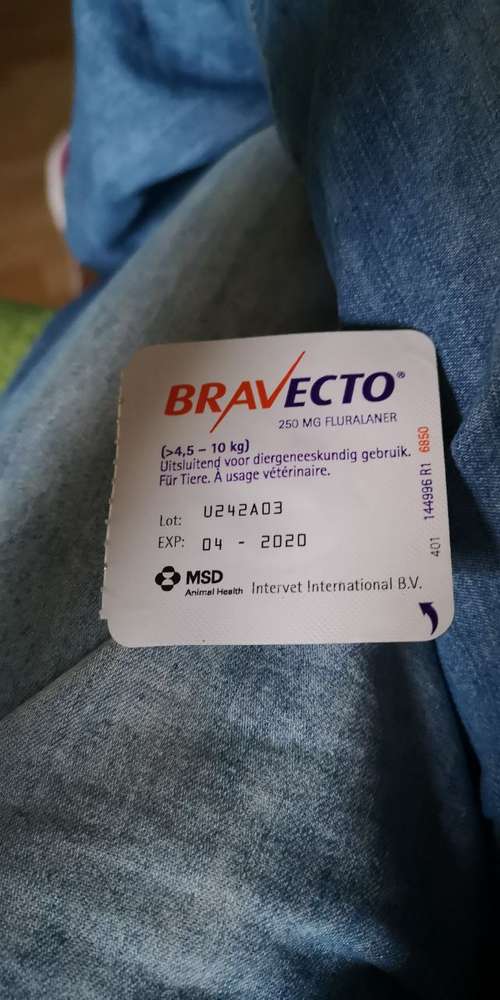 BRAVECTO®
250 MG FLURALANER
(>4,5 – 10 kg)
Uitsluitend voor diergeneeskundig gebruik.
Für Tiere. À usage vétérinaire.
Lot: U242A03
EXP: 04 - 2020
MSD
Animal Health
Intervet International B.V.
401 144996 R1 6850